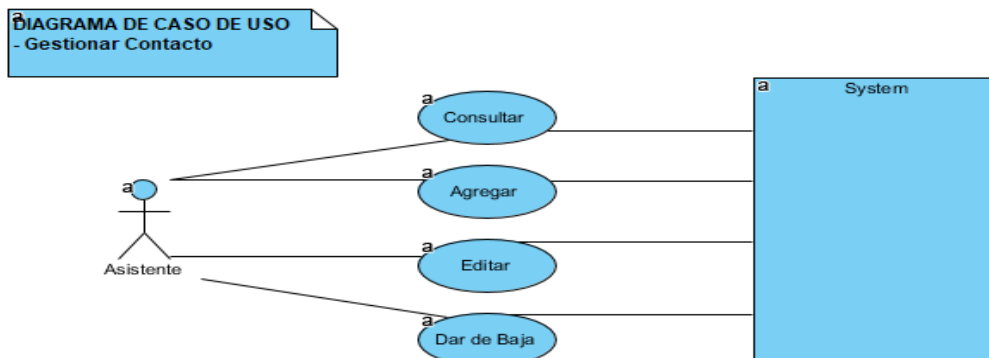 a
DIAGRAMA DE CASO DE USO
- Gestionar Contacto
a
System
a
Consultar
a
Agregar
a
Asistente
a
Editar
a
Dar de Baja